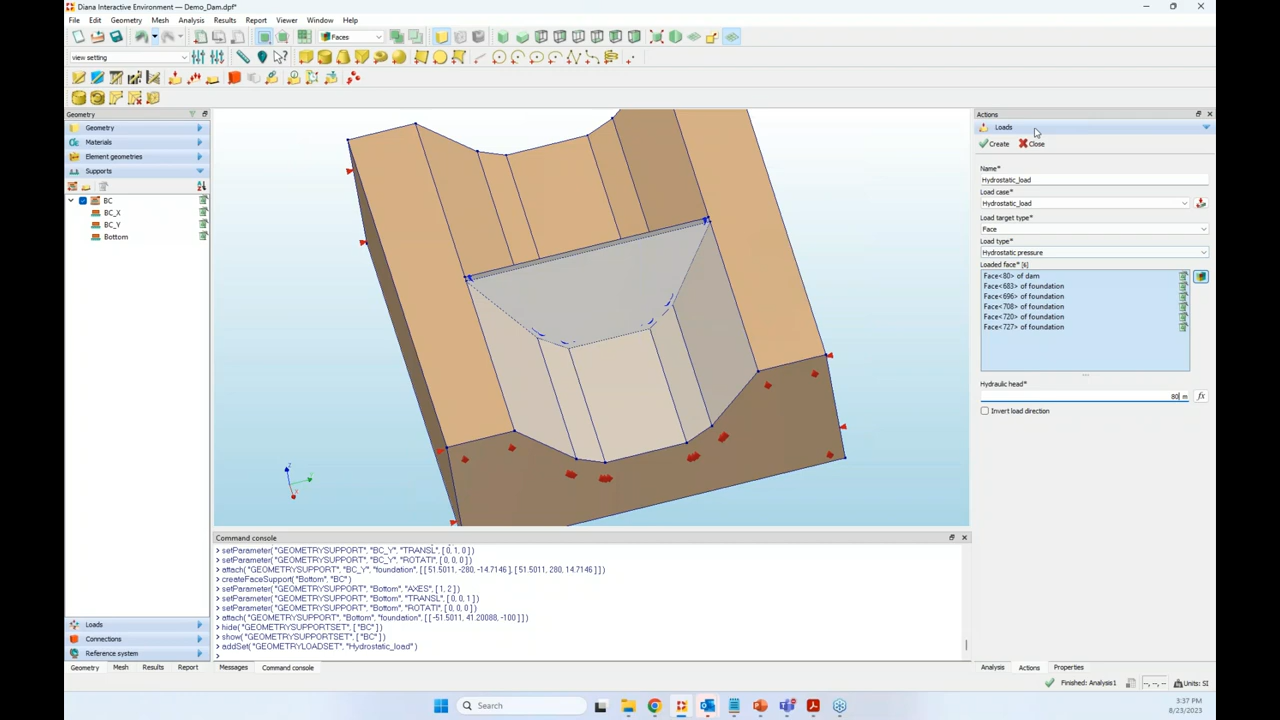 Diana Interactive Environment — Demo_Dam.dpf*
File Edit Geometry Mesh Analysis Results Report Viewer Window Help
Faces
view setting
Geometry
Geometry
Materials
Element geometries
Supports
BC
BC_X
BC_Y
Bottom
Loads
Connections
Reference system
Geometry Mesh Results Report
Z
Y
X
Command console
> setParameter( "GEOMETRYSUPPORT", "BC_Y", "TRANSL", [ 0, 1, 0 ] )
> setParameter( "GEOMETRYSUPPORT", "BC_Y", "ROTATI", [ 0, 0, 0 ] )
> attach( "GEOMETRYSUPPORT", "BC_Y", "foundation", [ [ 51.5011, -280, -14.7146 ], [ 51.5011, 280, 14.7146 ] ] )
> createFaceSupport( "Bottom", "BC" )
> setParameter( "GEOMETRYSUPPORT", "Bottom", "AXES", [ 1, 2 ] )
> setParameter( "GEOMETRYSUPPORT", "Bottom", "TRANSL", [ 0, 0, 1 ] )
> setParameter( "GEOMETRYSUPPORT", "Bottom", "ROTATI", [ 0, 0, 0 ] )
> attach( "GEOMETRYSUPPORT", "Bottom", "foundation", [ [ -51.5011, 41.20088, -100 ] ] )
> hide( "GEOMETRYSUPPORTSET", [ "BC" ] )
> show( "GEOMETRYSUPPORTSET", [ "BC" ] )
> addSet( "GEOMETRYLOADSET", "Hydrostatic_load" )
>
Messages Command console
Actions
Loads
Create Close
Name*
Hydrostatic_load
Load case*
Hydrostatic_load
Load target type*
Face
Load type*
Hydrostatic pressure
Loaded face* [6]
Face<80> of dam
Face<683> of foundation
Face<696> of foundation
Face<708> of foundation
Face<720> of foundation
Face<727> of foundation
Hydraulic head*
80 m
fx
Invert load direction
Analysis Actions Properties
Finished: Analysis1 --, --, -- Units: SI
Search
3:37 PM
8/23/2023